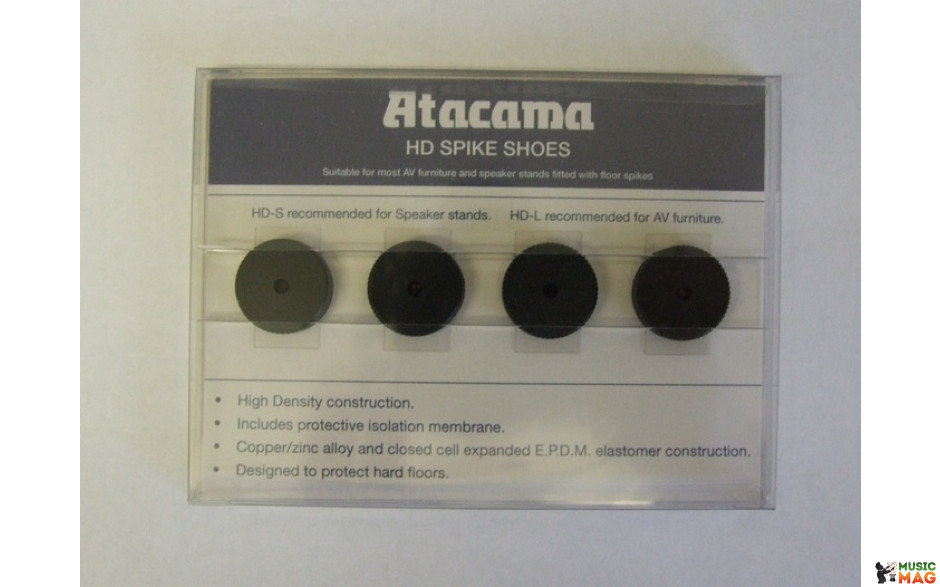 Atacama
HD SPIKE SHOES
Suitable for most AV furniture and speaker stands fitted with floor spikes
HD-S recommended for Speaker stands. HD-L recommended for AV furniture.
• High Density construction.
• Includes protective isolation membrane.
• Copper/zinc alloy and closed cell expanded E.P.D.M. elastomer construction.
• Designed to protect hard floors.
MUSIC
MAG